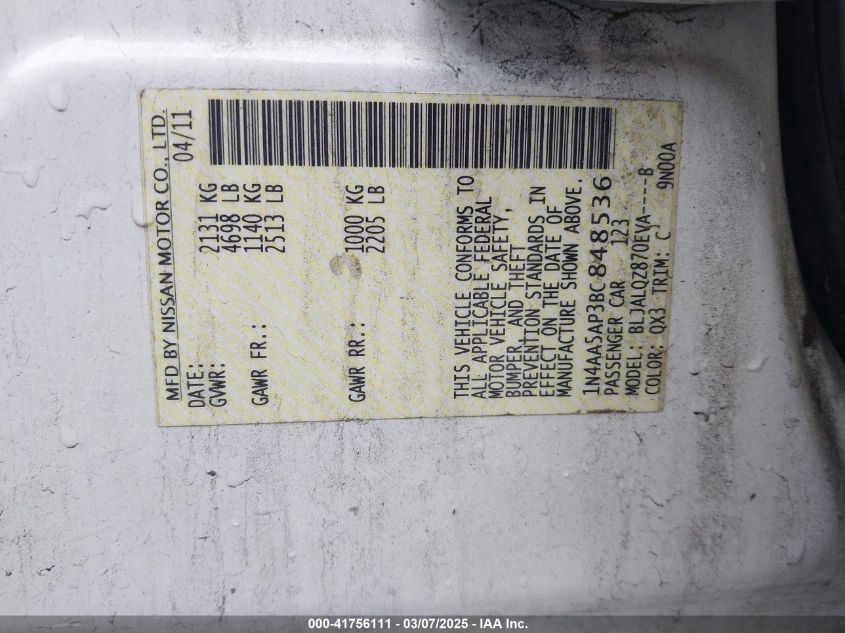 MFD BY NISSAN MOTOR CO., LTD.
DATE: 04/11
GVWR: 2131 KG
4698 LB
GAWR FR.: 1140 KG
2513 LB
GAWR RR.: 1000 KG
2205 LB
THIS VEHICLE CONFORMS TO
ALL APPLICABLE FEDERAL
MOTOR VEHICLE SAFETY,
BUMPER, AND THEFT
PREVENTION STANDARDS IN
EFFECT ON THE DATE OF
MANUFACTURE SHOWN ABOVE.
1N4AA5AP3BC848536
PASSENGER CAR 123
MODEL: BLJALQZ870EVA----B
COLOR: QX3 TRIM: C 9N00A
000-41756111 - 03/07/2025 - IAA Inc.